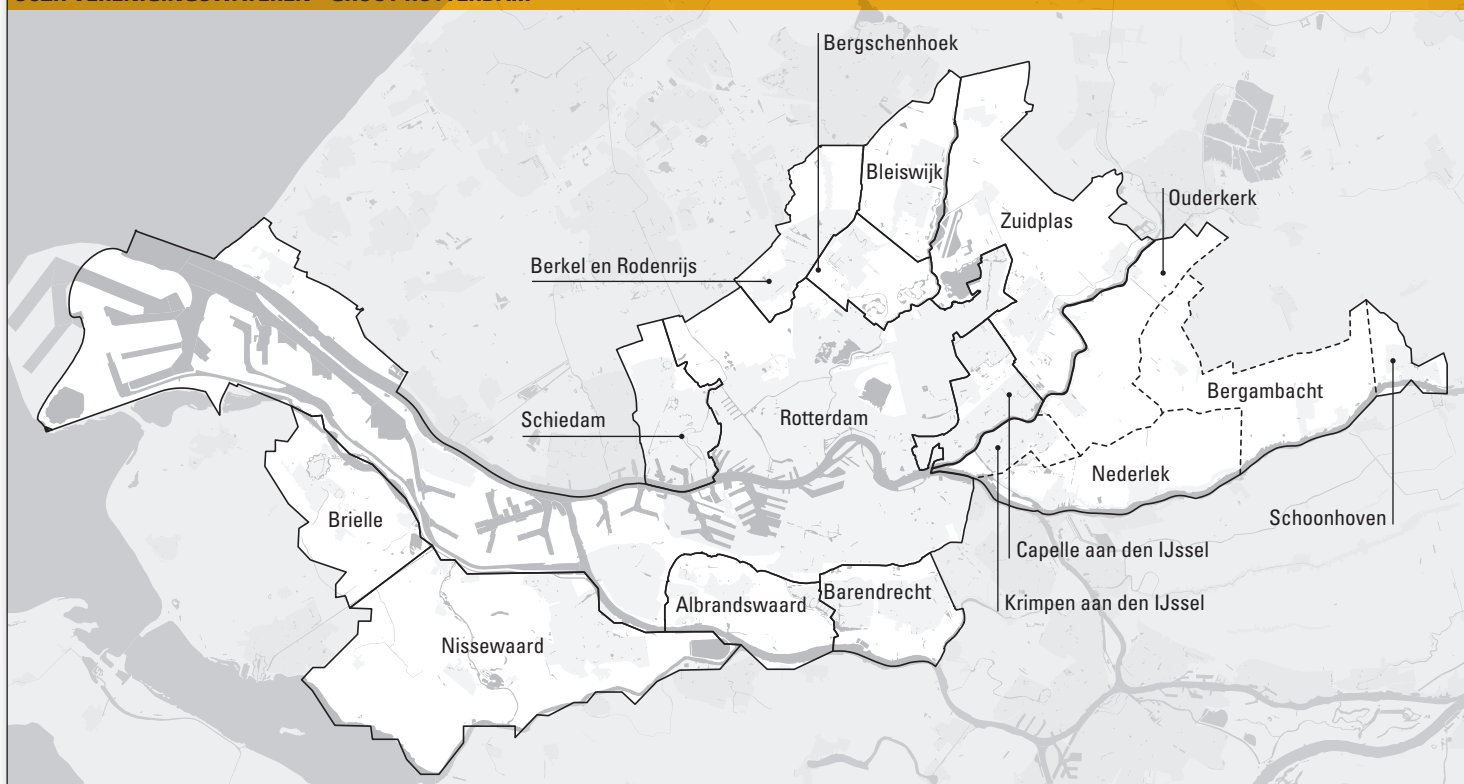 Bergschenhoek
Bleiswijk
Ouderkerk
Zuidplas
Berkel en Rodenrijs
Bergambacht
Schiedam
Rotterdam
Nederlek
Schoonhoven
Brielle
Capelle aan den IJssel
Krimpen aan den IJssel
Albrandswaard
Barendrecht
Nissewaard